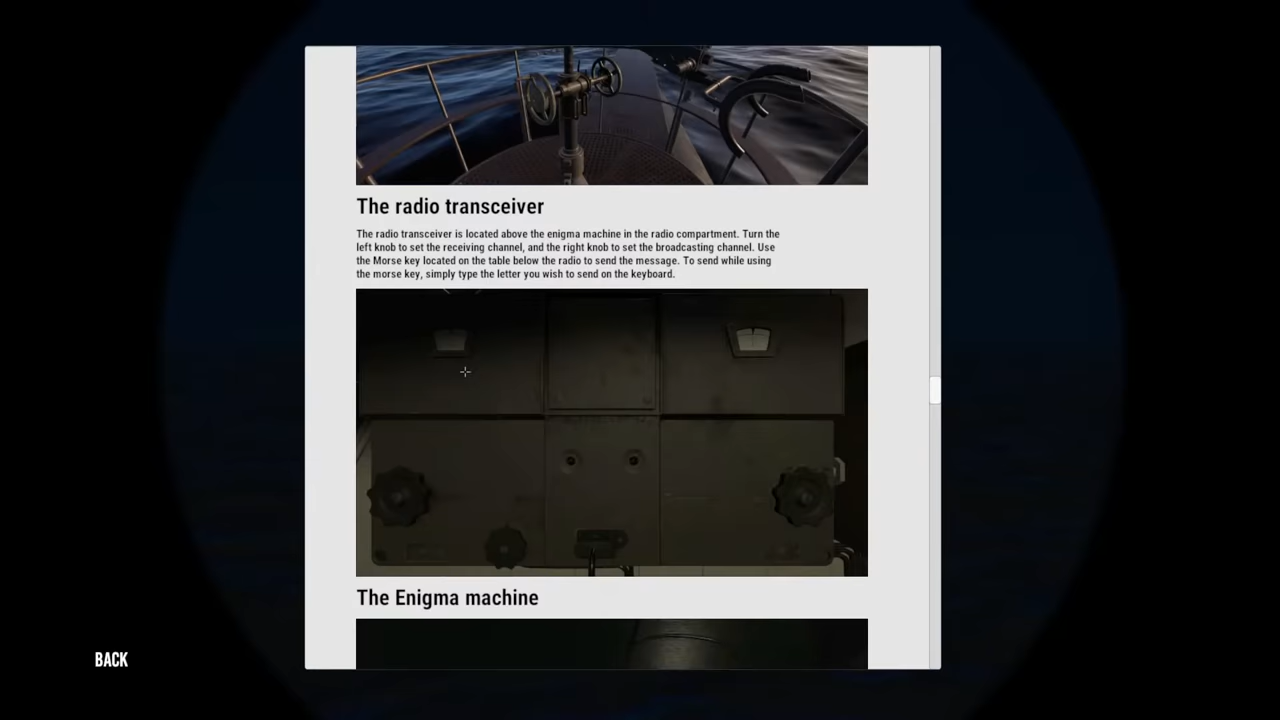 The radio transceiver
The radio transceiver is located above the enigma machine in the radio compartment. Turn the
left knob to set the receiving channel, and the right knob to set the broadcasting channel. Use
the Morse key located on the table below the radio to send the message. To send while using
the morse key, simply type the letter you wish to send on the keyboard.
The Enigma machine
BACK